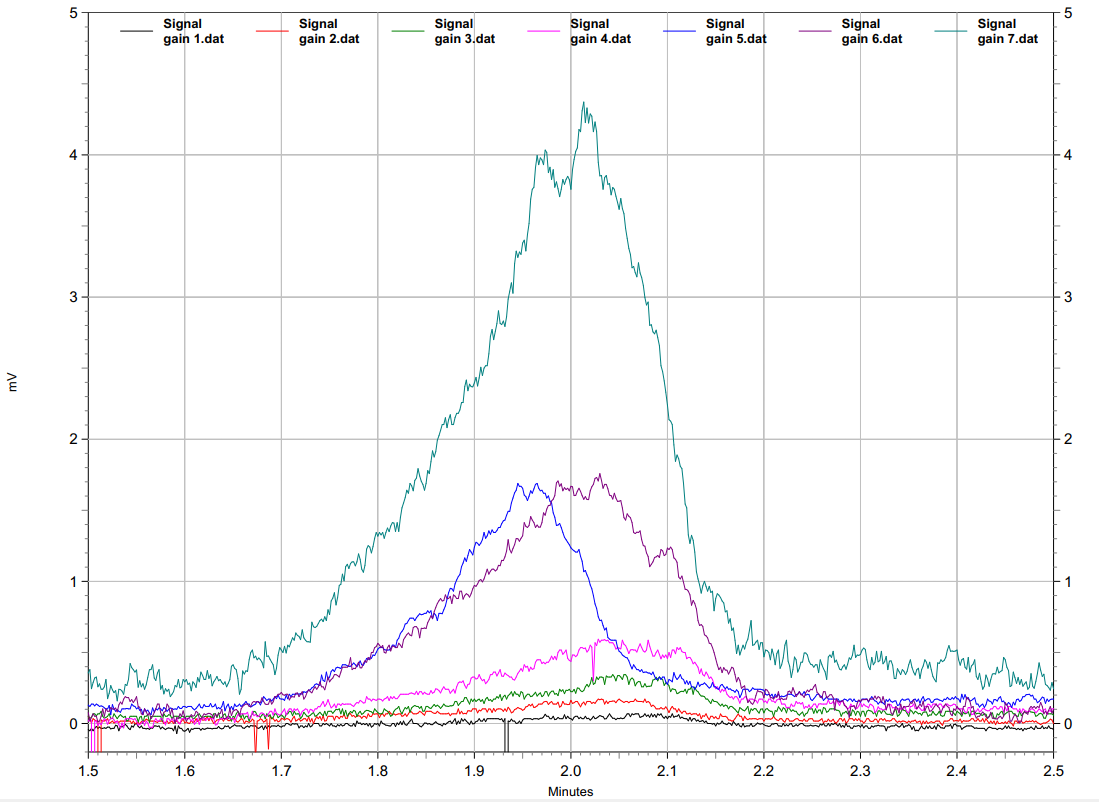 5
Signal Signal Signal Signal Signal Signal Signal
gain 1.dat gain 2.dat gain 3.dat gain 4.dat gain 5.dat gain 6.dat gain 7.dat
5
4 4
3 3
mV
2 2
1 1
0 0
1.5 1.6 1.7 1.8 1.9 2.0 2.1 2.2 2.3 2.4 2.5
Minutes